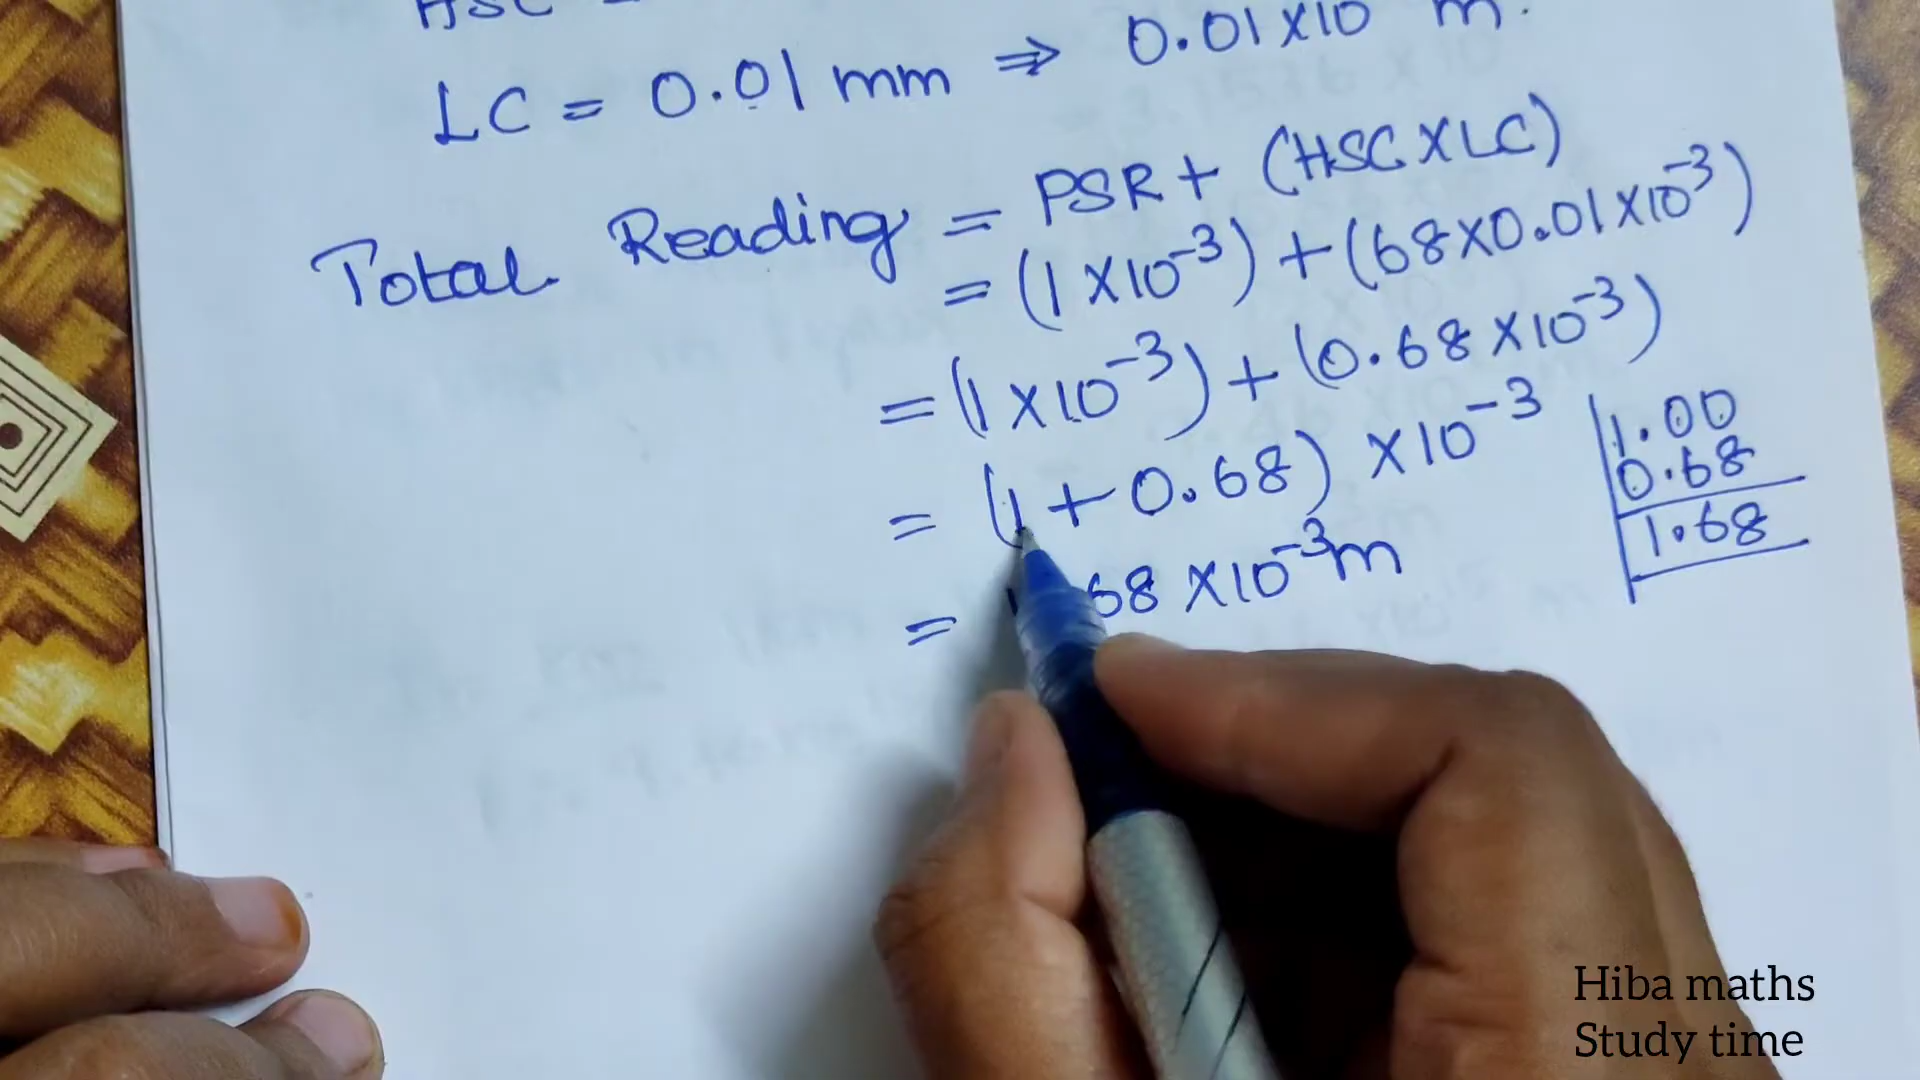 HSC
LC = 0.01 mm ⇒ 0.01 X 10 m.
Total Reading = PSR + (HSC X LC)
= (1 X 10⁻³) + (68 X 0.01 X 10⁻³)
= (1 X 10⁻³) + (0.68 X 10⁻³)
= (1 + 0.68) X 10⁻³
1.00
0.68
1.68
= 68 X 10⁻³ m
Hiba maths
Study time